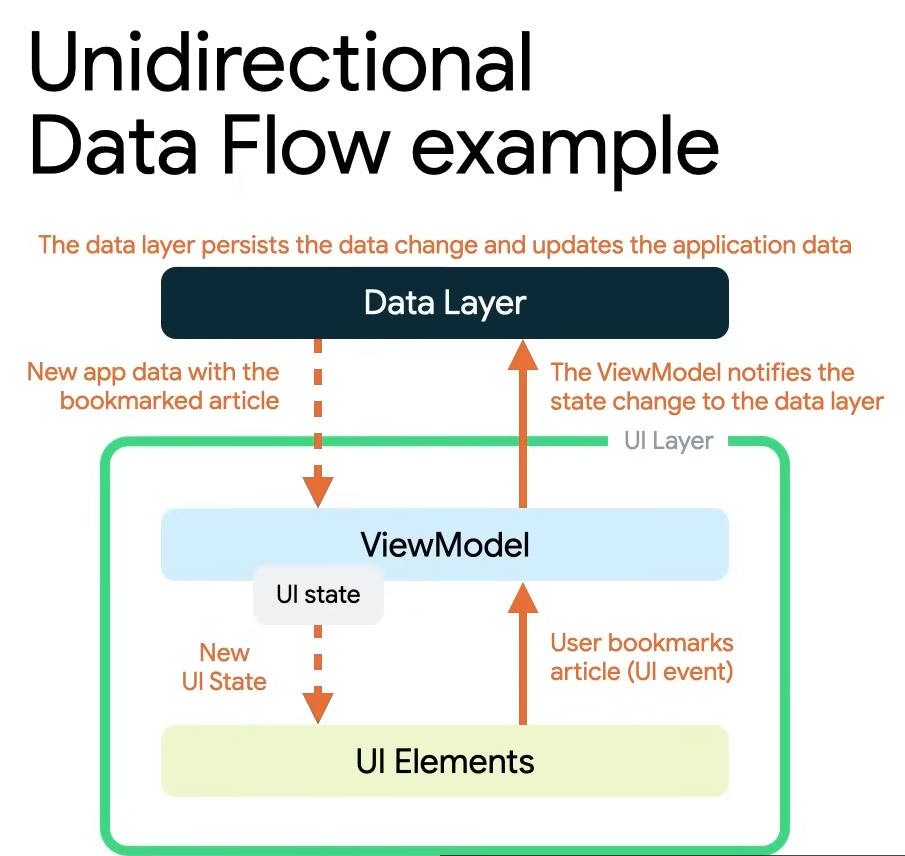 Unidirectional
Data Flow example
The data layer persists the data change and updates the application data
Data Layer
New app data with the
bookmarked article
The ViewModel notifies the
state change to the data layer
UI Layer
ViewModel
UI state
New
UI State
User bookmarks
article (UI event)
UI Elements